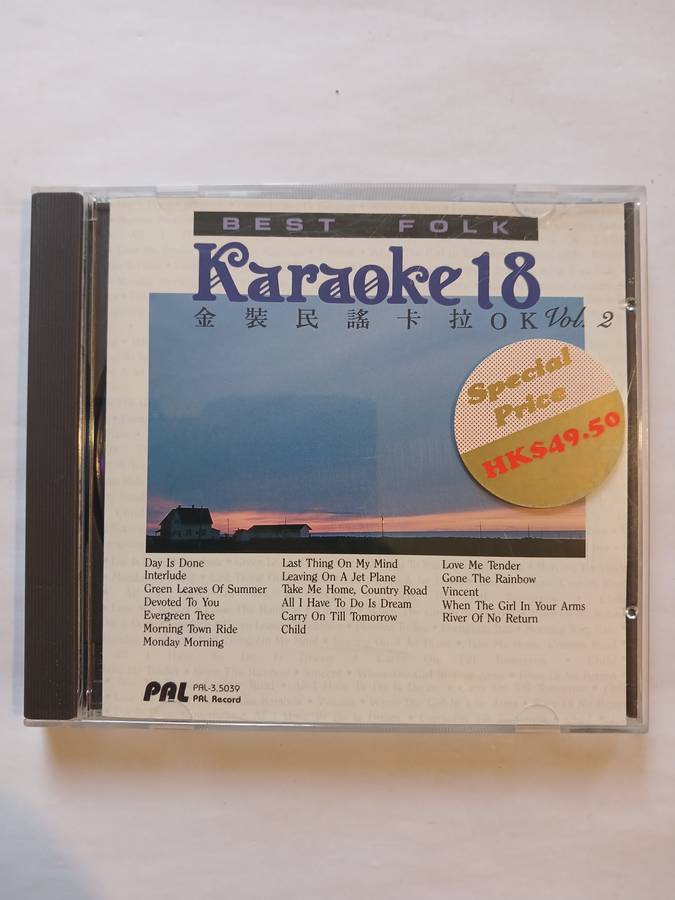 BEST FOLK
Karaoke 18
金裝民謠卡拉OK Vol. 2
Special
Price
HK$49.50
Day Is Done
Interlude
Green Leaves Of Summer
Devoted To You
Evergreen Tree
Morning Town Ride
Monday Morning
Last Thing On My Mind
Leaving On A Jet Plane
Take Me Home, Country Road
All I Have To Do Is Dream
Carry On Till Tomorrow
Child
Love Me Tender
Gone The Rainbow
Vincent
When The Girl In Your Arms
River Of No Return
PAL PAL-3.5039
PAL Record